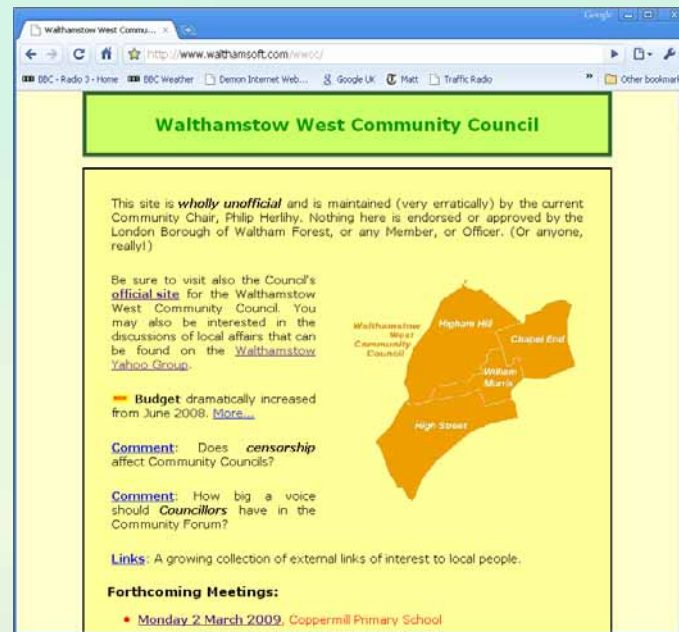 Google
Walthamstow West Commu...
http://www.walthamsoft.com/wwcc/
BBC - Radio 3 - Home BBC Weather Demon Internet Web... Google UK Matt Traffic Radio » Other bookmark
Walthamstow West Community Council
This site is wholly unofficial and is maintained (very erratically) by the current
Community Chair, Philip Herlihy. Nothing here is endorsed or approved by the
London Borough of Waltham Forest, or any Member, or Officer. (Or anyone,
really!)
Be sure to visit also the Council's
official site for the Walthamstow
West Community Council. You
may also be interested in the
discussions of local affairs that can
be found on the Walthamstow
Yahoo Group.
Walthamstow
West
Community
Council
Higham Hill
Chapel End
William
Morris
High Street
Budget dramatically increased
from June 2008. More...
Comment: Does censorship
affect Community Councils?
Comment: How big a voice
should Councillors have in the
Community Forum?
Links: A growing collection of external links of interest to local people.
Forthcoming Meetings:
• Monday 2 March 2009, Coppermill Primary School